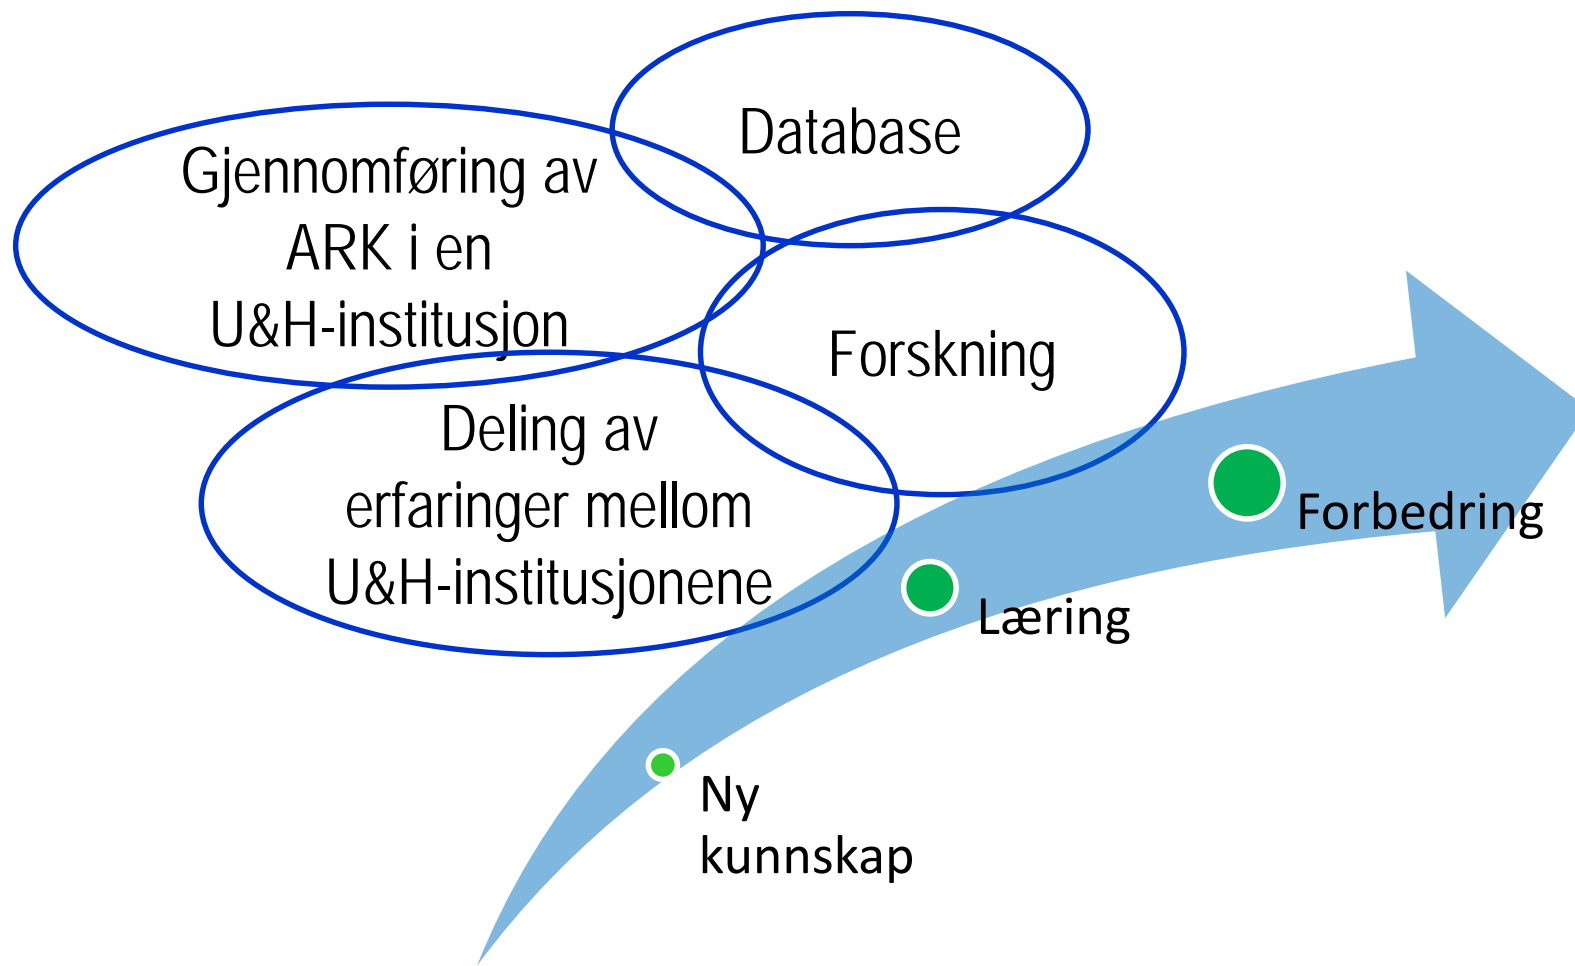 Database
Gjennomføring av
ARK i en
U&H-institusjon
Forskning
Deling av
erfaringer mellom
U&H-institusjonene
Forbedring
Læring
Ny
kunnskap